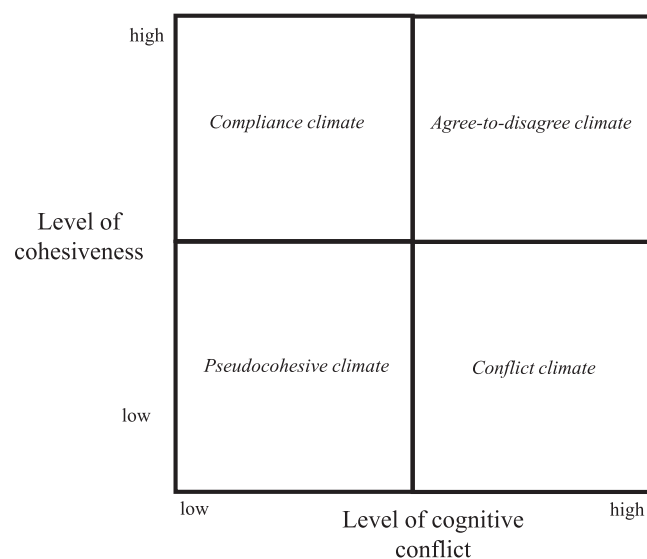 high
Compliance climate
Agree-to-disagree climate
Level of
cohesiveness
Pseudocohesive climate
Conflict climate
low
low
high
Level of cognitive
conflict